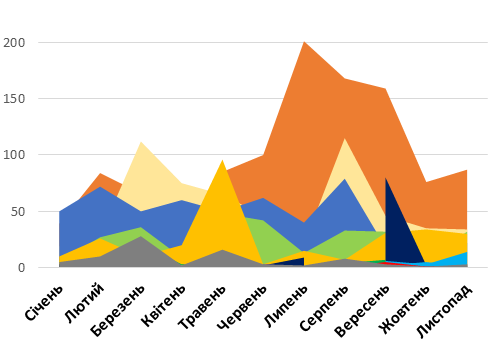 200
150
100
50
0
Січень
Лютий
Березень
Квітень
Травень
Червень
Липень
Серпень
Вересень
Жовтень
Листопад